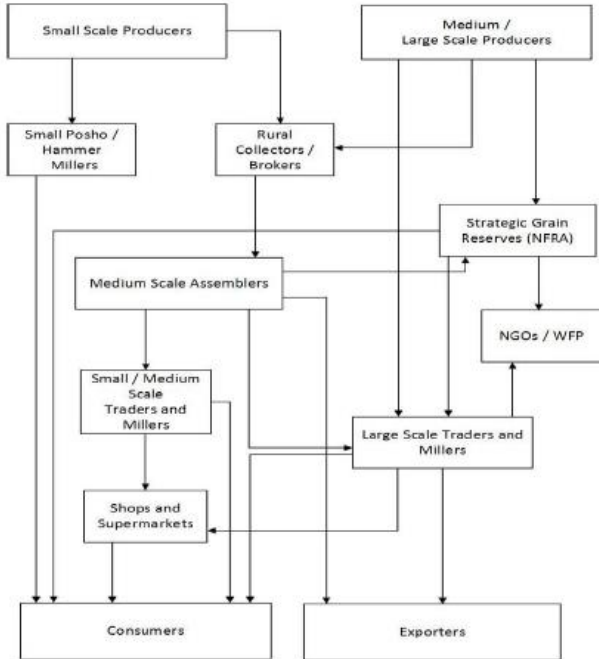 Small Scale Producers
Medium /
Large Scale Producers
Small Posho /
Hammer
Millers
Rural
Collectors /
Brokers
Strategic Grain
Reserves (NFRA)
Medium Scale Assemblers
NGOs / WFP
Small / Medium
Scale
Traders and
Millers
Large Scale Traders and
Millers
Shops and
Supermarkets
Consumers
Exporters